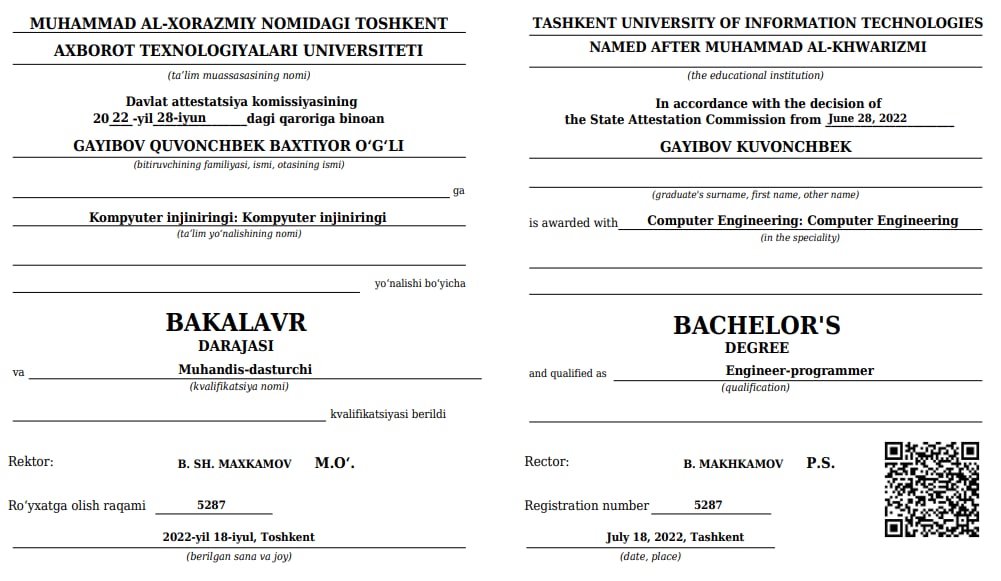 MUHAMMAD AL-XORAZMIY NOMIDAGI TOSHKENT
AXBOROT TEXNOLOGIYALARI UNIVERSITETI
(ta’lim muassasasining nomi)
Davlat attestatsiya komissiyasining
20 22 -yil 28-iyun dagi qaroriga binoan
GAYIBOV QUVONCHBEK BAXTIYOR O‘G‘LI
(bitiruvchining familiyasi, ismi, otasining ismi)
ga
Kompyuter injiniringi: Kompyuter injiniringi
(ta’lim yo‘nalishining nomi)
yo‘nalishi bo‘yicha
BAKALAVR
DARAJASI
va Muhandis-dasturchi
(kvalifikatsiya nomi)
kvalifikatsiyasi berildi
Rektor: B. SH. MAXKAMOV M.O‘.
Ro‘yxatga olish raqami 5287
2022-yil 18-iyul, Toshkent
(berilgan sana va joy)
TASHKENT UNIVERSITY OF INFORMATION TECHNOLOGIES
NAMED AFTER MUHAMMAD AL-KHWARIZMI
(the educational institution)
In accordance with the decision of
the State Attestation Commission from June 28, 2022
GAYIBOV KUVONCHBEK
(graduate's surname, first name, other name)
is awarded with Computer Engineering: Computer Engineering
(in the speciality)
BACHELOR'S
DEGREE
and qualified as Engineer-programmer
(qualification)
Rector: B. MAKHKAMOV P.S.
Registration number 5287
July 18, 2022, Tashkent
(date, place)